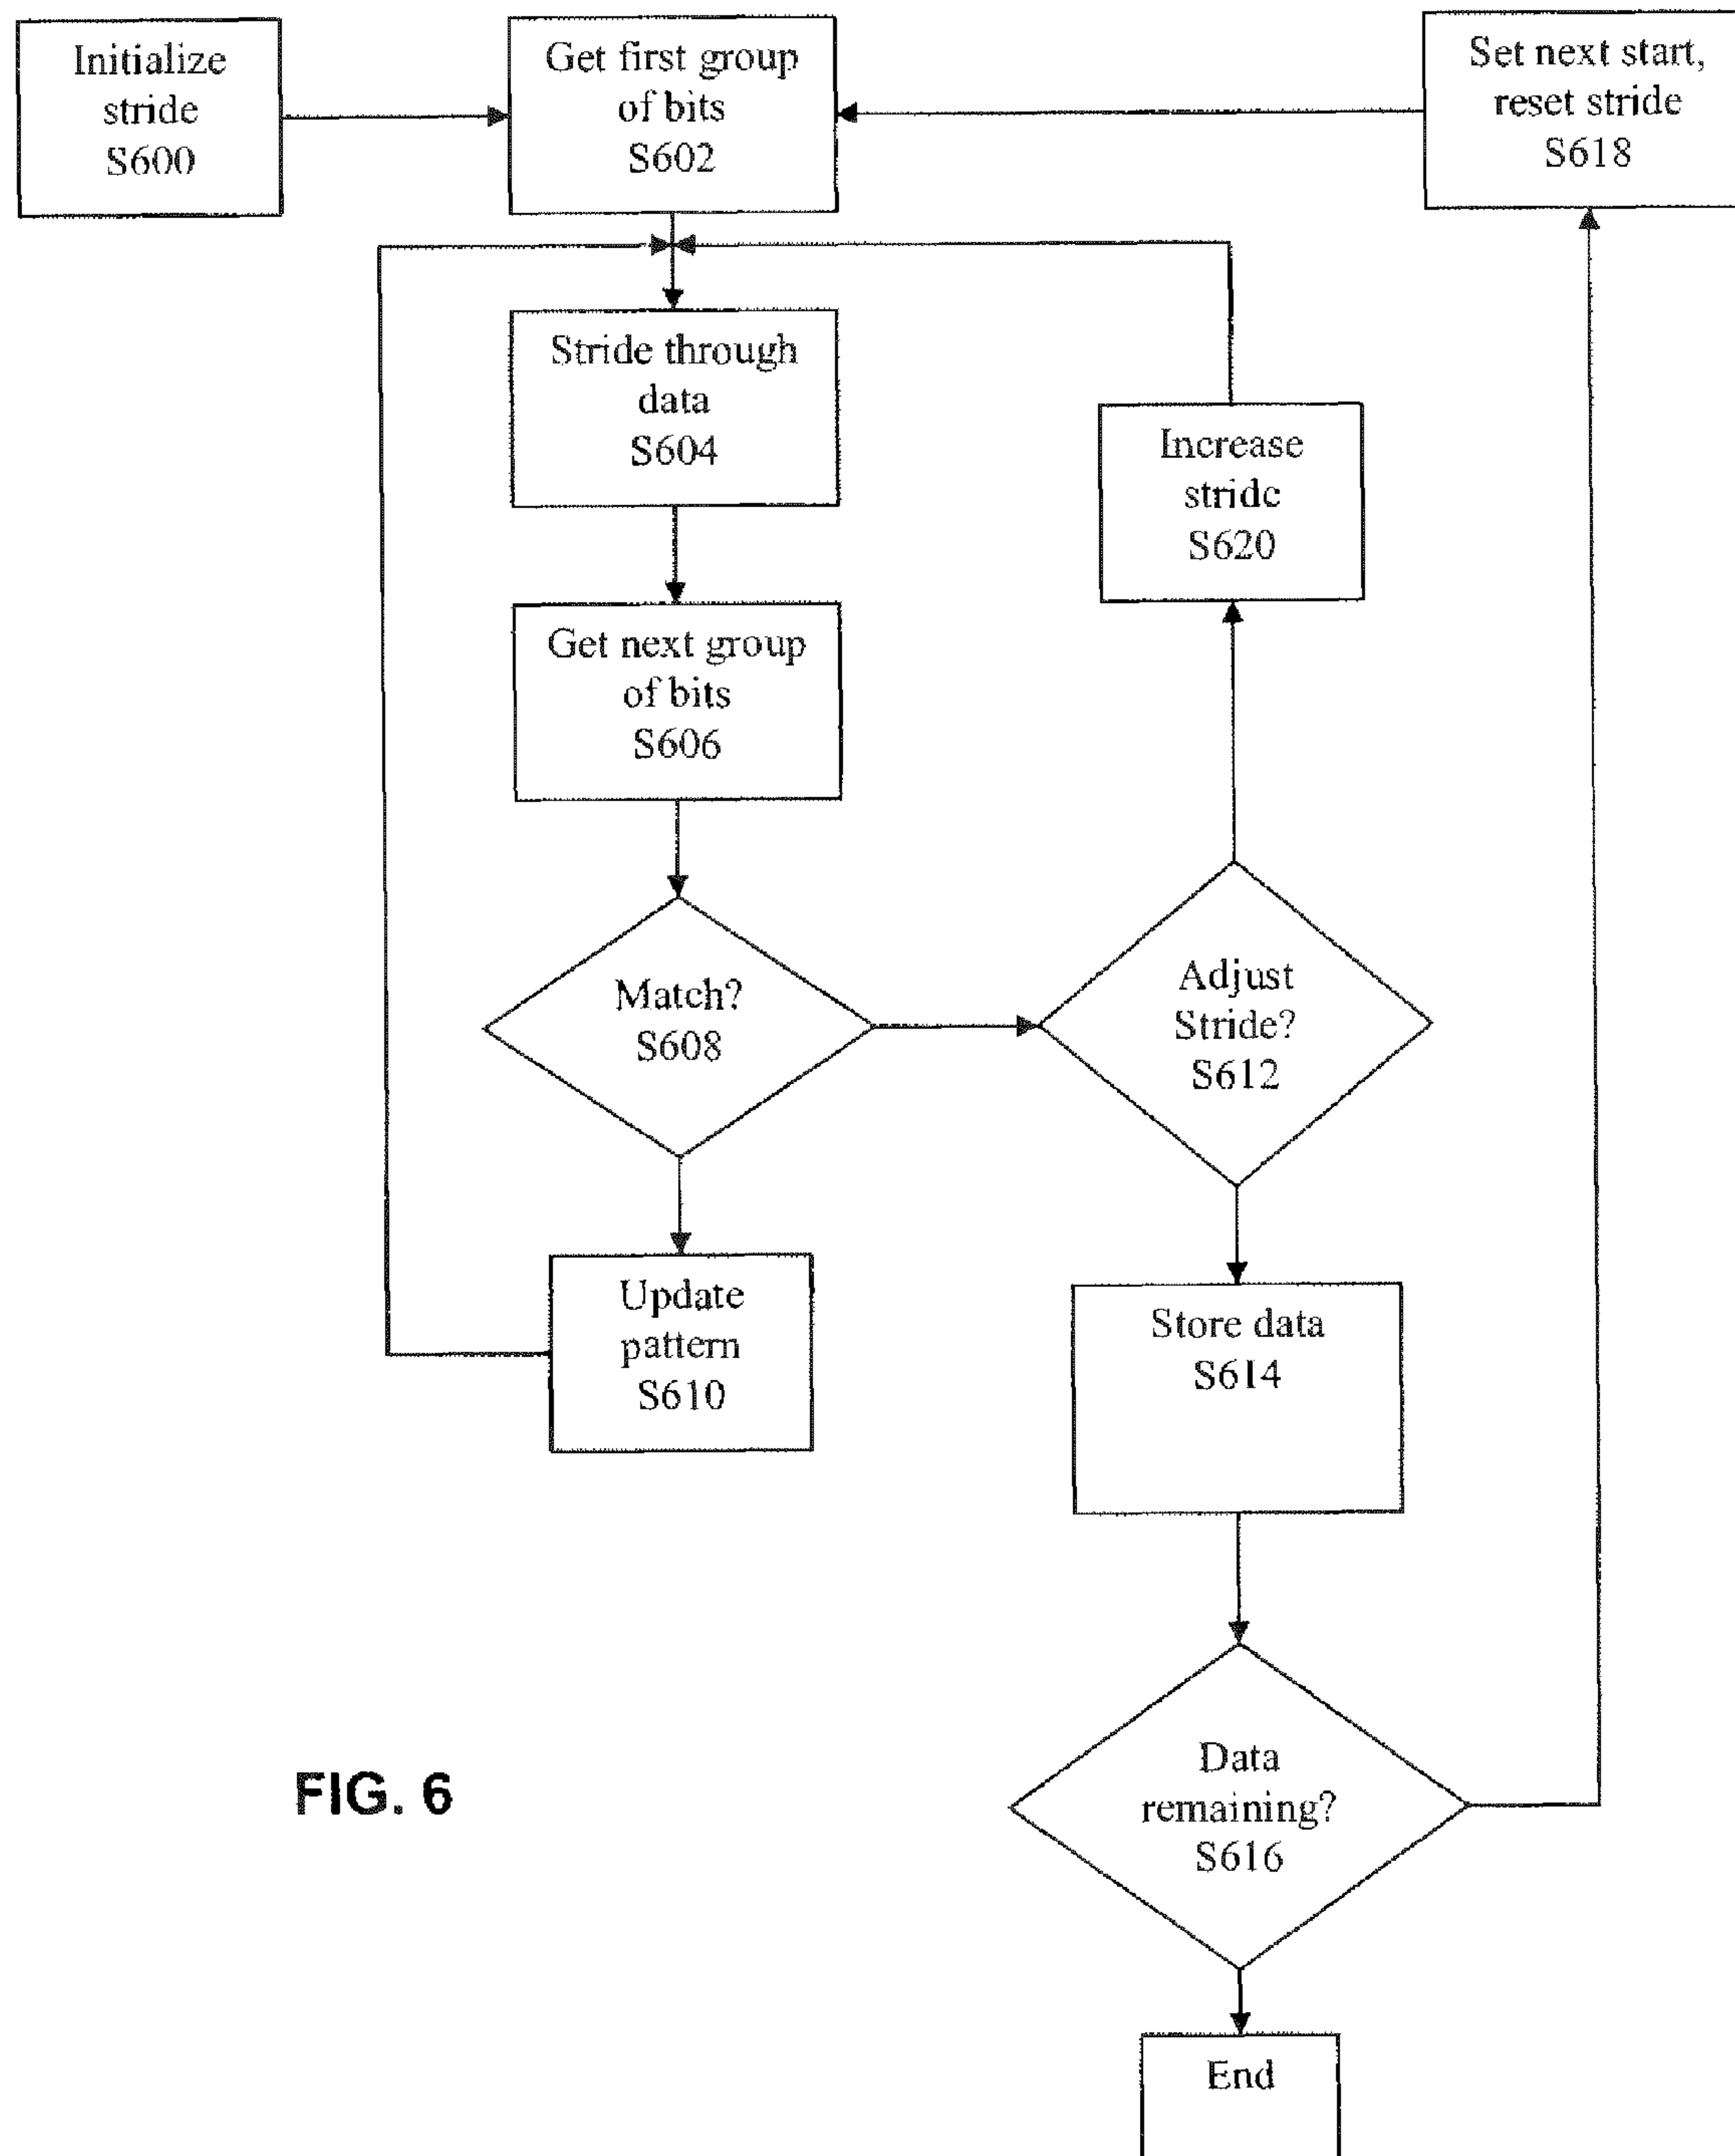 Initialize
stride
S600
Get first group
of bits
S602
Set next start,
reset stride
S618
Stride through
data
S604
Increase
stride
S620
Get next group
of bits
S606
Match?
S608
Adjust
Stride?
S612
Update
pattern
S610
Store data
S614
Data
remaining?
S616
FIG. 6
End